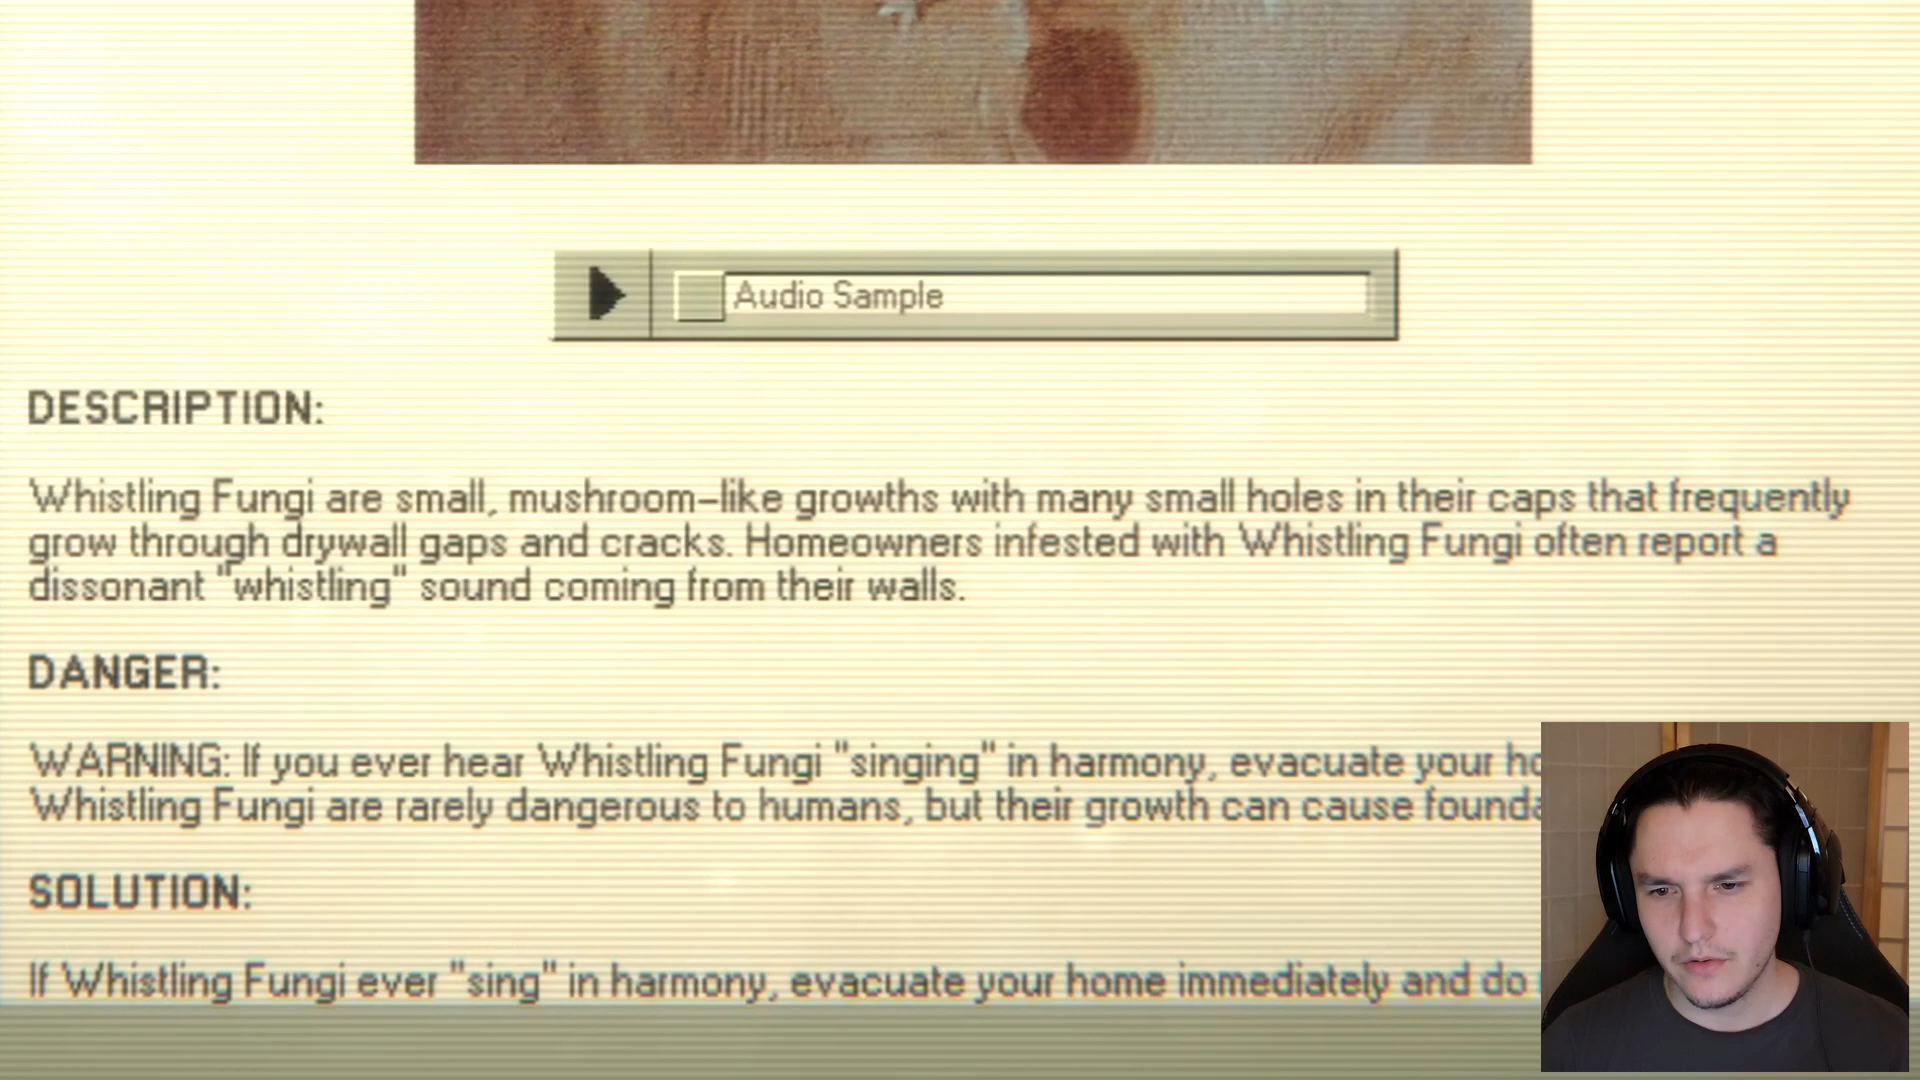 Audio Sample
DESCRIPTION:
Whistling Fungi are small, mushroom-like growths with many small holes in their caps that frequently
grow through drywall gaps and cracks. Homeowners infested with Whistling Fungi often report a
dissonant "whistling" sound coming from their walls.
DANGER:
WARNING: If you ever hear Whistling Fungi "singing" in harmony, evacuate your
Whistling Fungi are rarely dangerous to humans, but their growth can cause
SOLUTION:
If Whistling Fungi ever "sing" in harmony, evacuate your home immediately and do